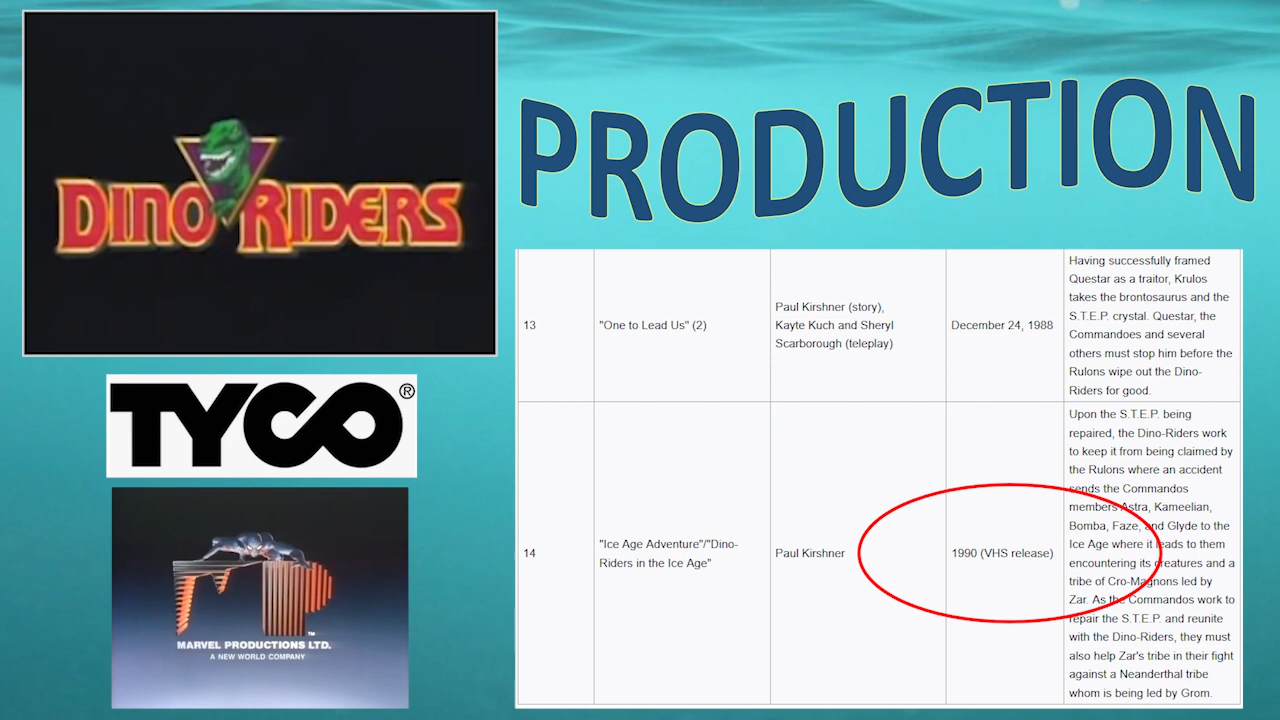 DINO RIDERS
PRODUCTION
TYCO®
MARVEL PRODUCTIONS LTD.
A NEW WORLD COMPANY
TM
13
"One to Lead Us" (2)
Paul Kirshner (story),
Kayte Kuch and Sheryl
Scarborough (teleplay)
December 24, 1988
Having successfully framed
Questar as a traitor, Krulos
takes the brontosaurus and the
S.T.E.P. crystal. Questar, the
Commandoes and several
others must stop him before the
Rulons wipe out the Dino-
Riders for good.
14
"Ice Age Adventure"/"Dino-
Riders in the Ice Age"
Paul Kirshner
1990 (VHS release)
Upon the S.T.E.P. being
repaired, the Dino-Riders work
to keep it from being claimed by
the Rulons where an accident
sends the Commandos
members Astra, Kameelian,
Bomba, Faze, and Glyde to the
Ice Age where it leads to them
encountering its creatures and a
tribe of Cro-Magnons led by
Zar. As the Commandos work to
repair the S.T.E.P. and reunite
with the Dino-Riders, they must
also help Zar's tribe in their fight
against a Neanderthal tribe
whom is being led by Grom.